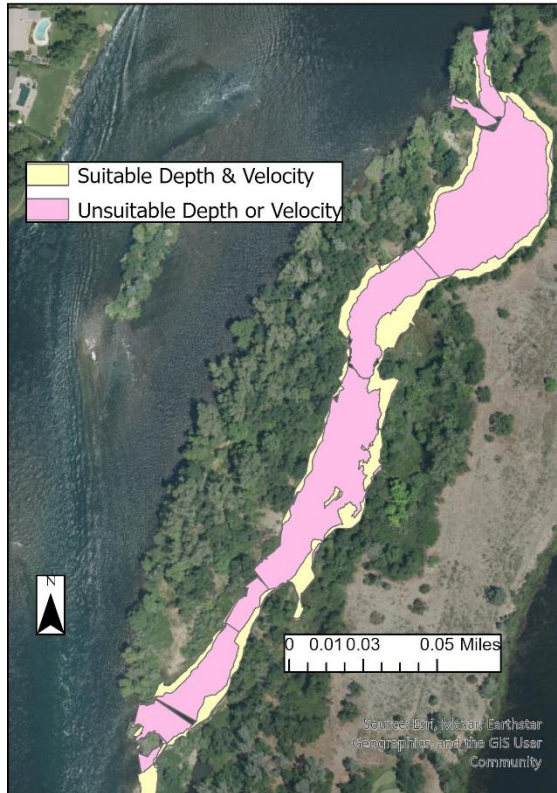 Suitable Depth & Velocity
Unsuitable Depth or Velocity
N
0 0.01 0.03 0.05 Miles
Source: Esri, Maxar, Earthstar
Geographics, and the GIS User
Community